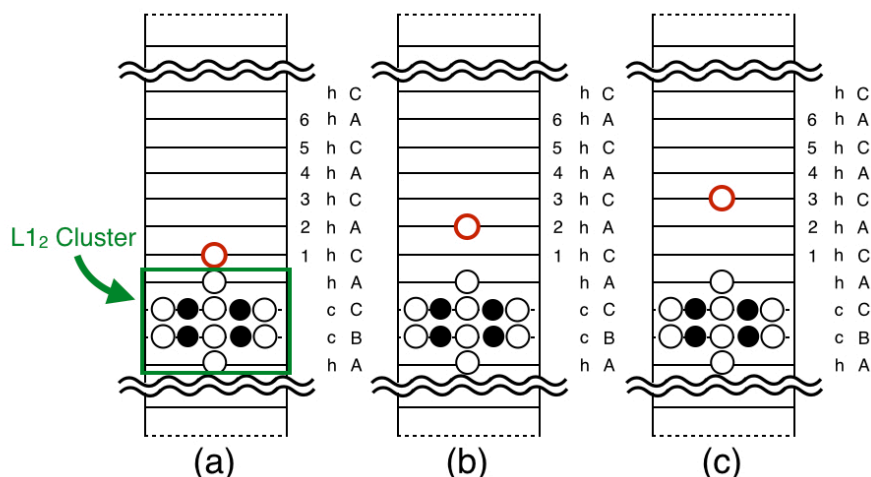 h C h C h C
6 h A 6 h A 6 h A
5 h C 5 h C 5 h C
4 h A 4 h A 4 h A
3 h C 3 h C 3 h C
L1₂ Cluster 2 h A 2 h A 2 h A
1 h C 1 h C 1 h C
h A h A h A
c C c C c C
c B c B c B
h A h A h A
(a) (b) (c)